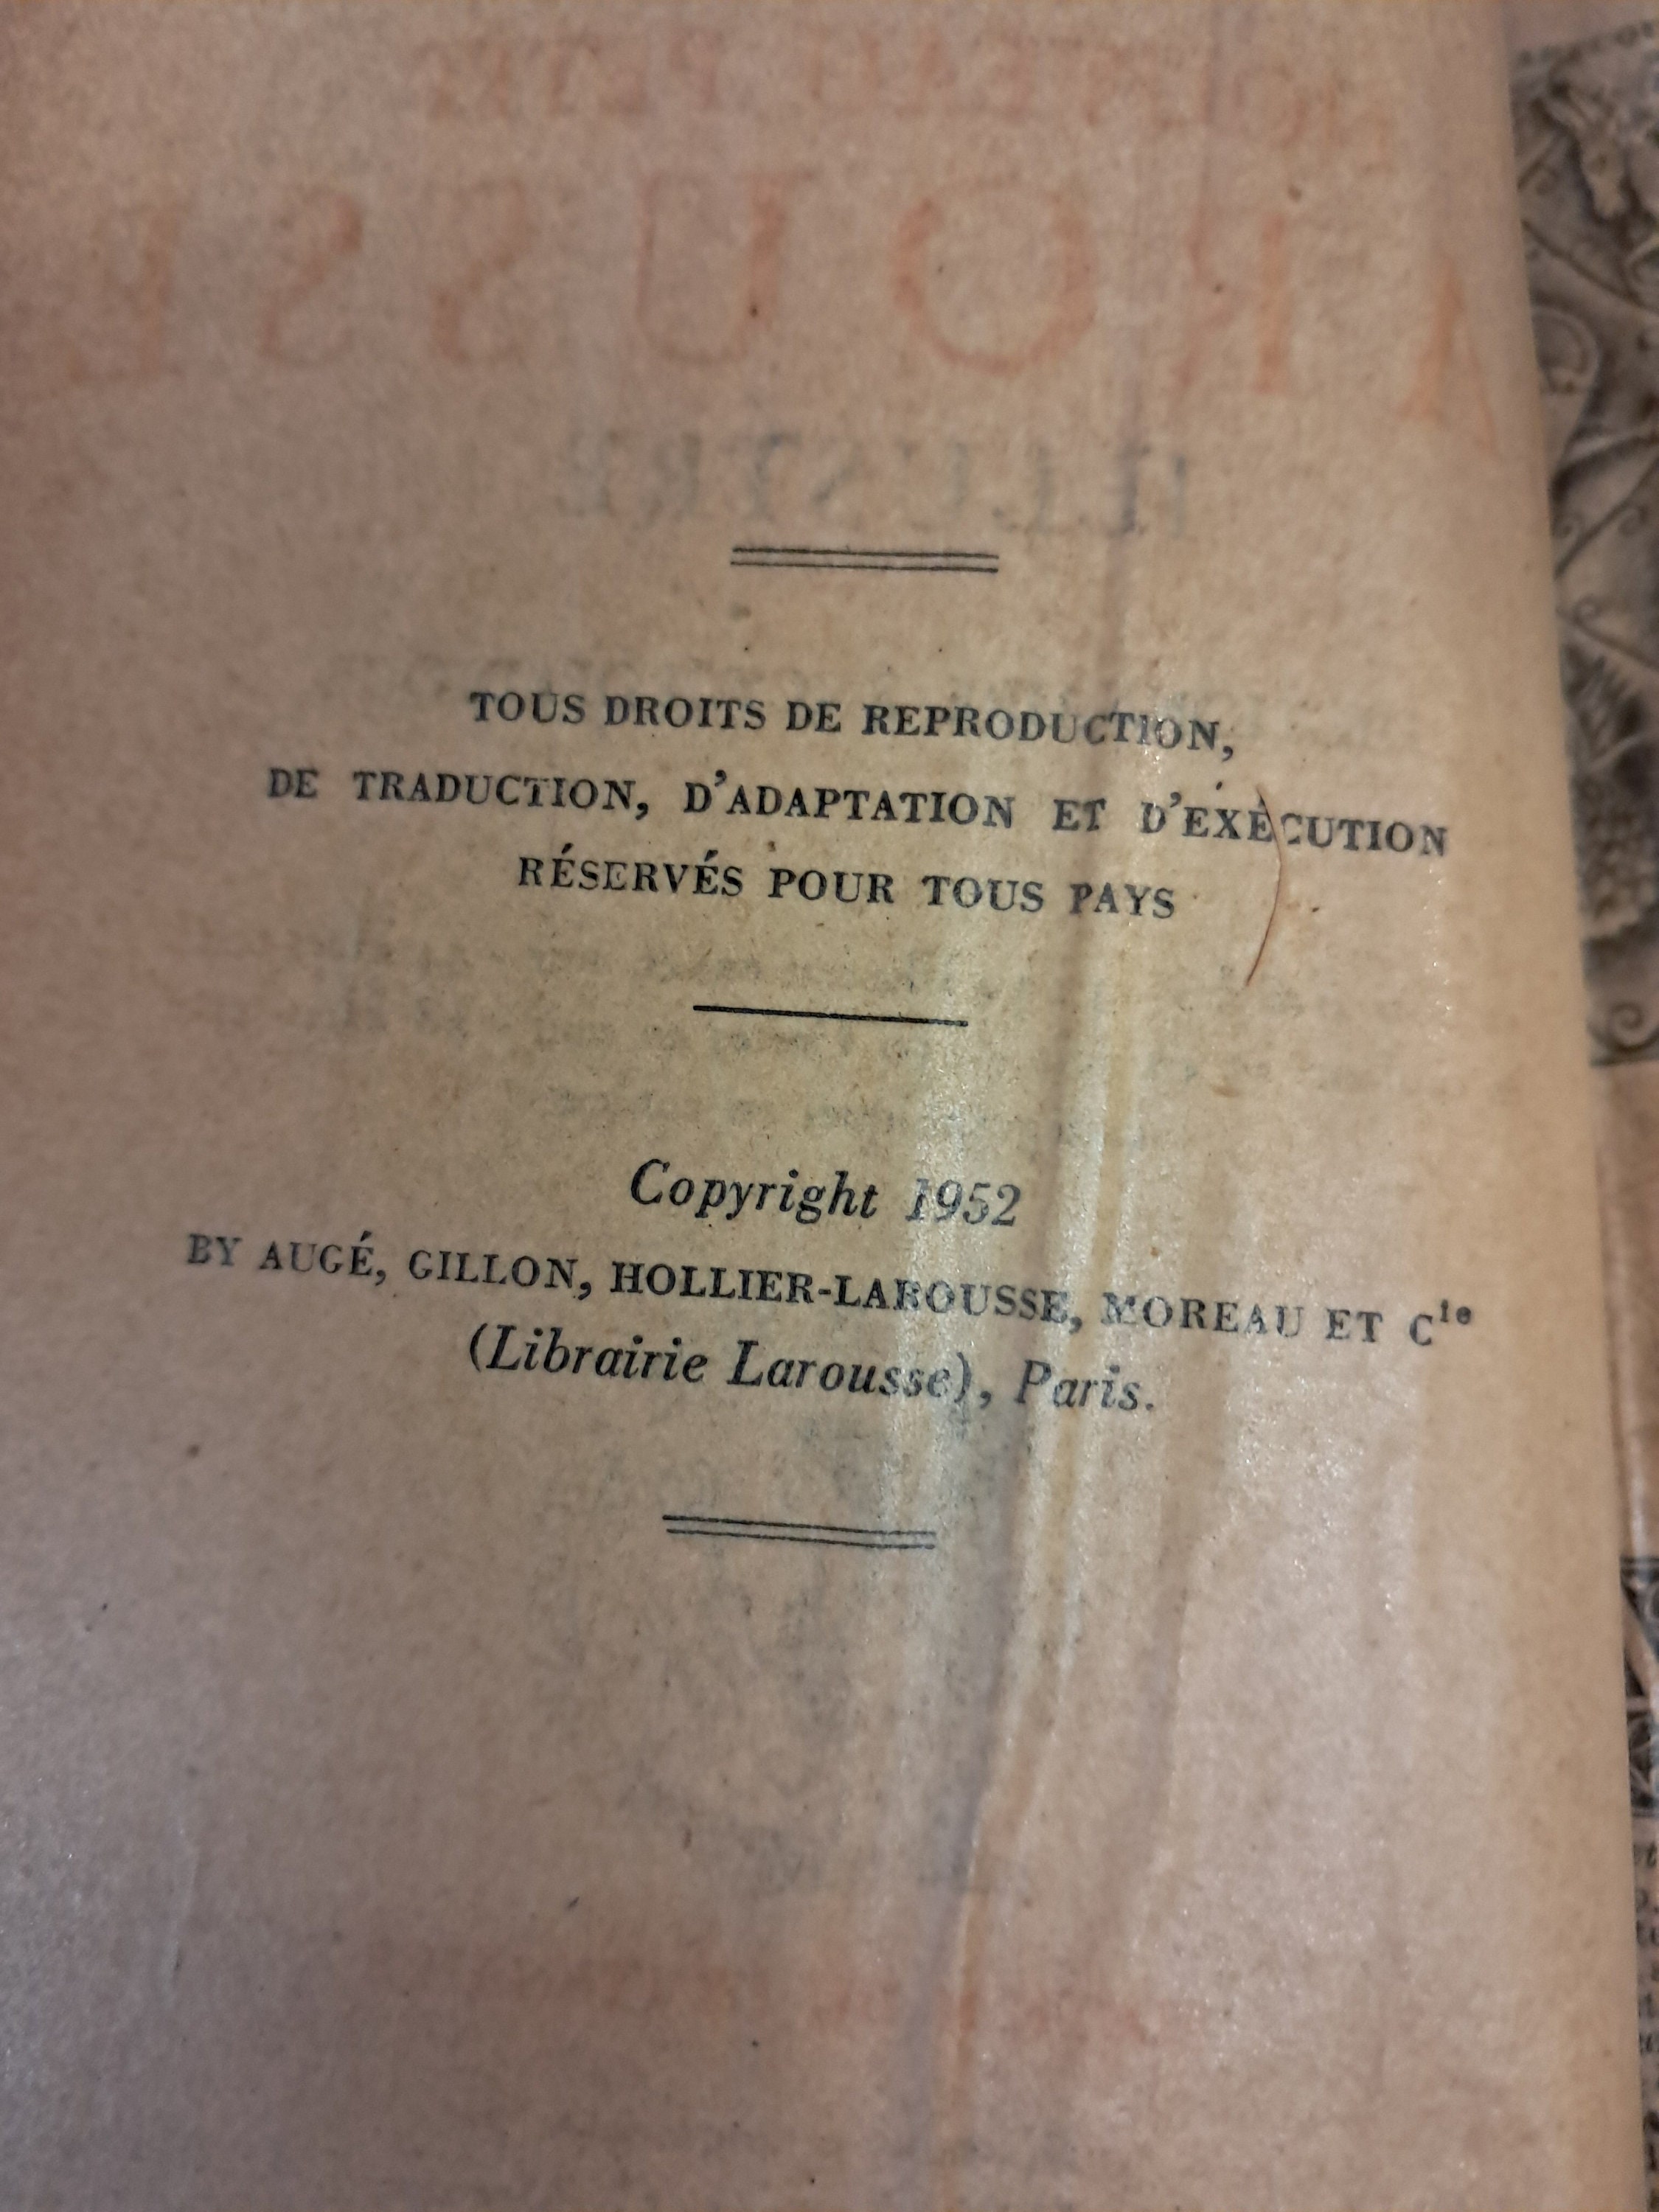 TOUS DROITS DE REPRODUCTION,
DE TRADUCTION, D'ADAPTATION ET D'EXÉCUTION
RÉSERVÉS POUR TOUS PAYS
Copyright 1952
BY AUGÉ, GILLON, HOLLIER-LAROUSSE, MOREAU ET Cie
(Librairie Larousse), Paris.